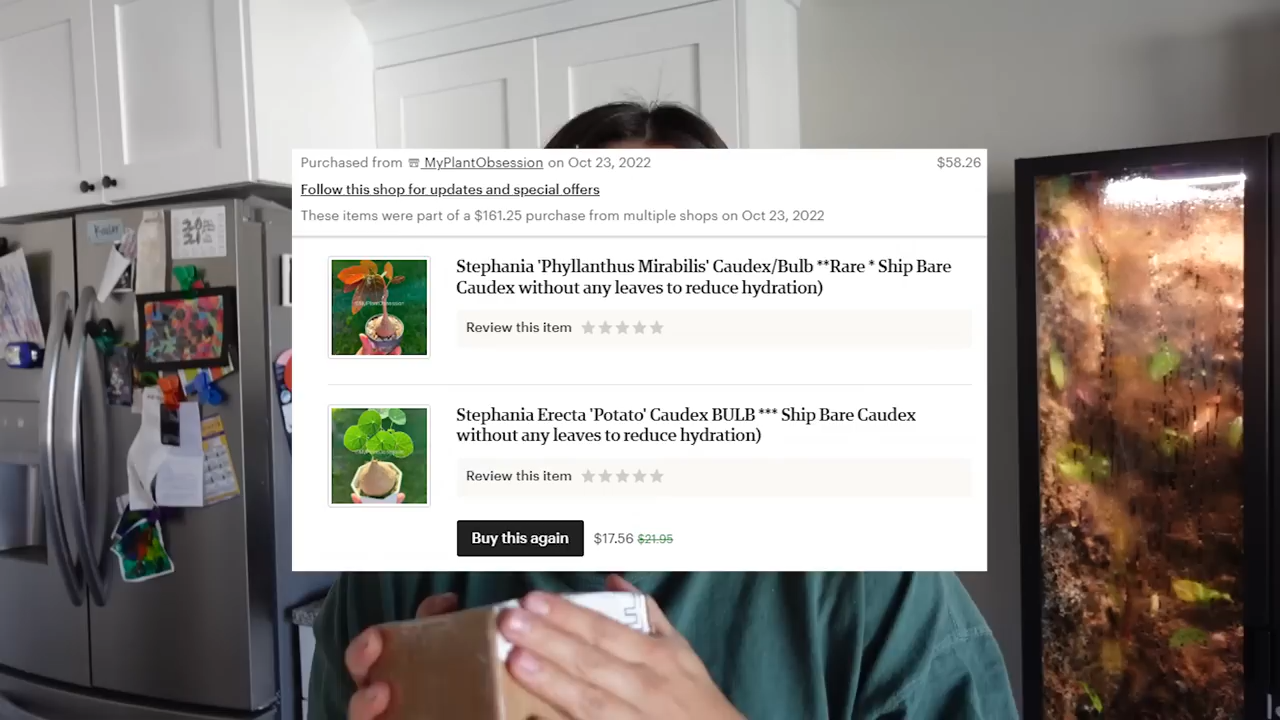 Purchased from MyPlantObsession on Oct 23, 2022 $58.26
Follow this shop for updates and special offers
These items were part of a $161.25 purchase from multiple shops on Oct 23, 2022
Stephania 'Phyllanthus Mirabilis' Caudex/Bulb **Rare * Ship Bare
Caudex without any leaves to reduce hydration)
Review this item
Stephania Erecta 'Potato' Caudex BULB *** Ship Bare Caudex
without any leaves to reduce hydration)
Review this item
Buy this again $17.56 $21.95